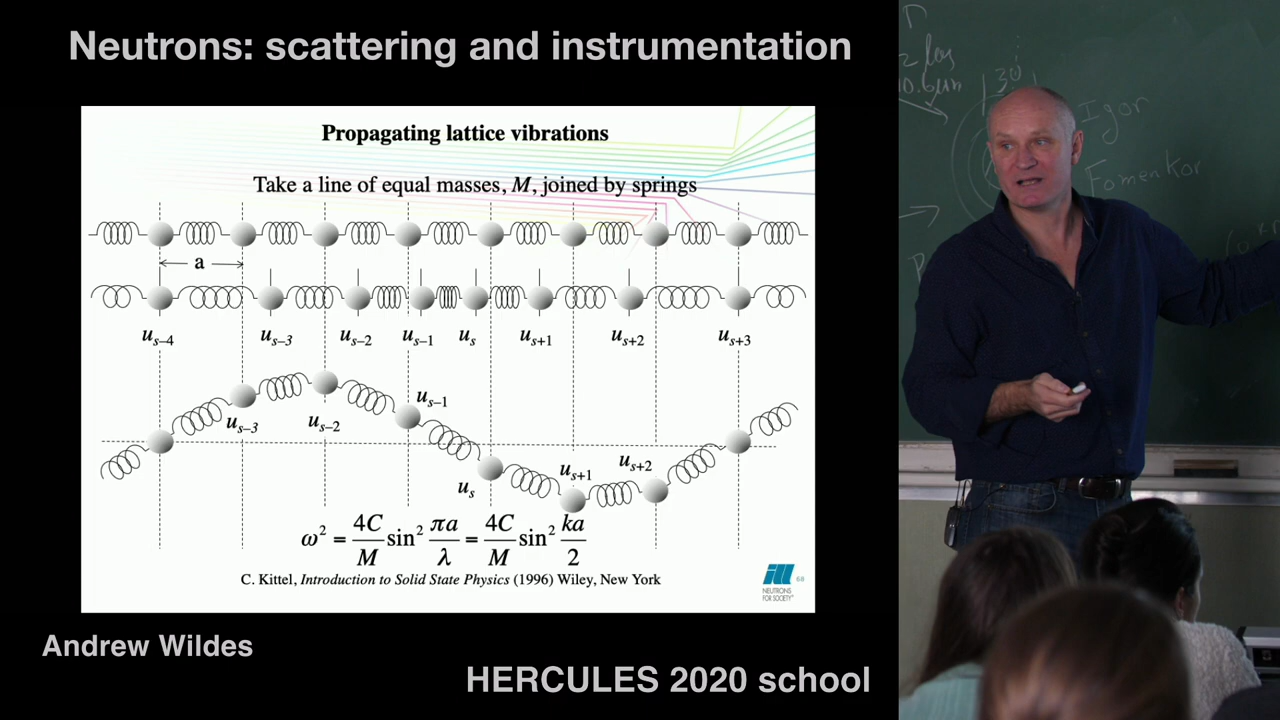 Neutrons: scattering and instrumentation
Propagating lattice vibrations
Take a line of equal masses, M, joined by springs
a
u_{s–4} u_{s–3} u_{s–2} u_{s–1} u_s u_{s+1} u_{s+2} u_{s+3}
u_{s–3} u_{s–2} u_{s–1} u_s u_{s+1} u_{s+2}
ω² = 4C/M sin² πa/λ = 4C/M sin² ka/2
C. Kittel, Introduction to Solid State Physics (1996) Wiley, New York
ill
NEUTRONS
FOR SOCIETY
68
Andrew Wildes
HERCULES 2020 school
30
Igor
Fomenkor